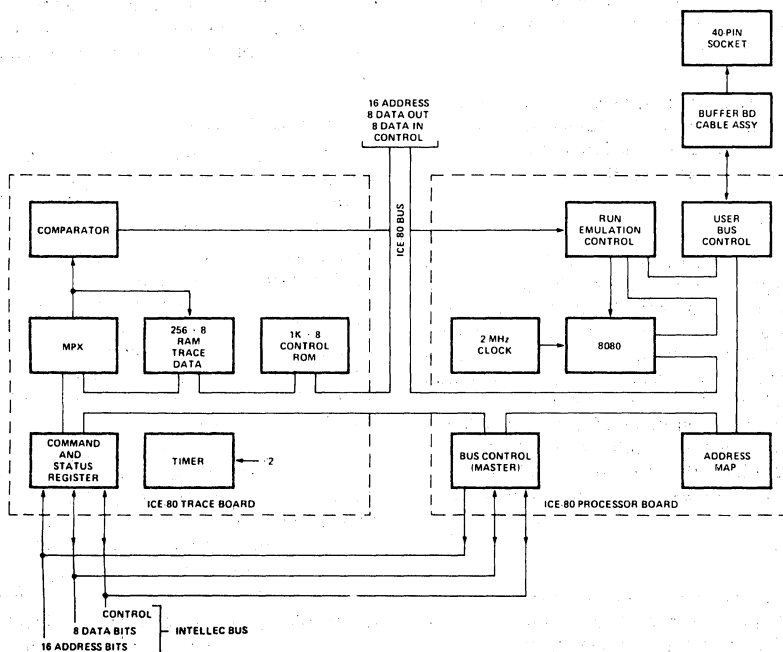 40-PIN
SOCKET
BUFFER BD
CABLE ASSY
16 ADDRESS
8 DATA OUT
8 DATA IN
CONTROL
ICE 80 BUS
COMPARATOR
RUN
EMULATION
CONTROL
USER
BUS
CONTROL
MPX
256 · 8
RAM
TRACE
DATA
1K · 8
CONTROL
ROM
2 MHz
CLOCK
8080
COMMAND
AND
STATUS
REGISTER
TIMER
2
BUS CONTROL
(MASTER)
ADDRESS
MAP
ICE-80 TRACE BOARD
ICE-80 PROCESSOR BOARD
CONTROL
8 DATA BITS
INTELLEC BUS
16 ADDRESS BITS